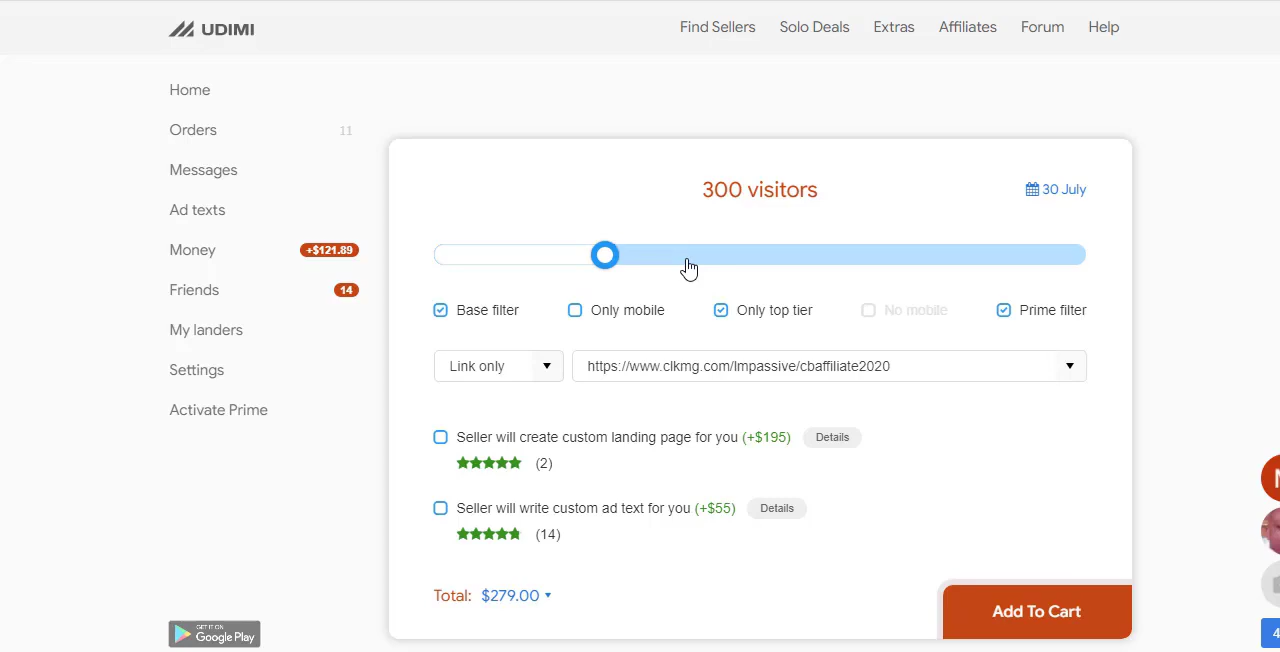 UDIMI
Find Sellers Solo Deals Extras Affiliates Forum Help
Home
Orders 11
Messages
Ad texts
Money +$121.89
Friends 14
My landers
Settings
Activate Prime
GET IT ON
Google Play
300 visitors
30 July
Base filter Only mobile Only top tier No mobile Prime filter
Link only https://www.clkmg.com/Impassive/cbaffiliate2020
Seller will create custom landing page for you (+$195) Details
(2)
Seller will write custom ad text for you (+$55) Details
(14)
Total: $279.00
Add To Cart
4